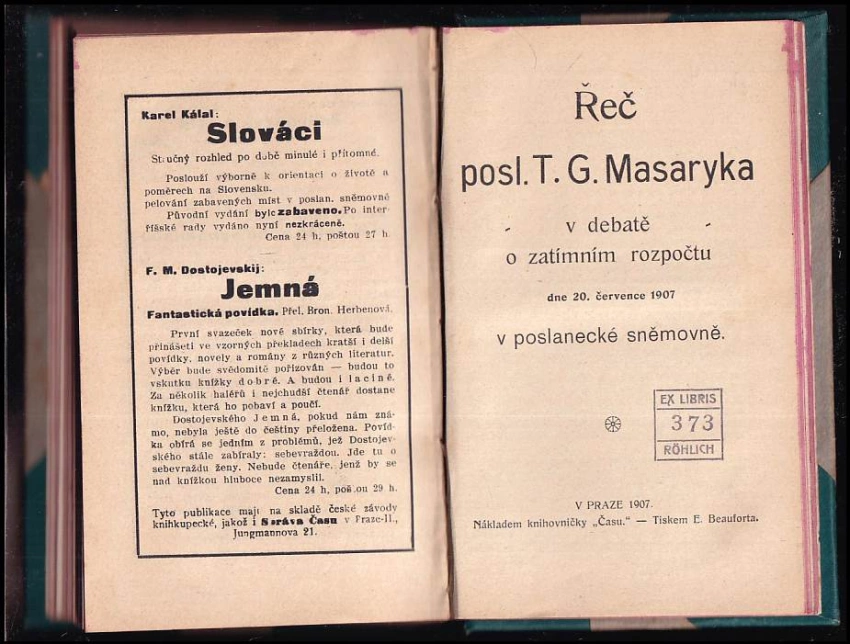 Karel Kálal:
Slováci
Stručný rozhled po době minulé i přítomné.
Poslouží výborně k orientaci o životě a
poměrech na Slovensku.
pelování zabavených míst v poslan. sněmovně
Původní vydání bylo zabaveno. Po inter-
říšské rady vydáno nyní nezkráceně.
Cena 24 h, poštou 27 h.
F. M. Dostojevskij:
Jemná
Fantastická povídka. Přel. Bron. Herbenová.
První svazeček nové sbírky, která bude
přinášeti ve vzorných překladech kratší i delší
povídky, novely a romány z různých literatur.
Výběr bude svědomitě pořizován — budou to
vskutku knížky dobré. A budou i laciné.
Za několik haléřů i nejchudší čtenář dostane
knížku, která ho pobaví a poučí.
Dostojevského Jemná, pokud nám zná-
mo, nebyla ještě do češtiny přeložena. Povíd-
ka obírá se jedním z problémů, jež Dostojev-
ského stále zabíraly: sebevraždou. Jde tu o
sebevraždu ženy. Nebude čtenáře, jenž by se
nad knížkou hluboce nezamyslil.
Cena 24 h, poštou 29 h.
Tyto publikace mají na skladě české závody
knihkupecké, jakož i Správa Času v Praze-II.,
Jungmannova 21.
Řeč
posl. T. G. Masaryka
v debatě
o zatímním rozpočtu
dne 20. července 1907
v poslanecké sněmovně.
EX LIBRIS
373
RÖHLICH
V PRAZE 1907.
Nákladem knihovničky „Času.“ — Tiskem E. Beauforta.